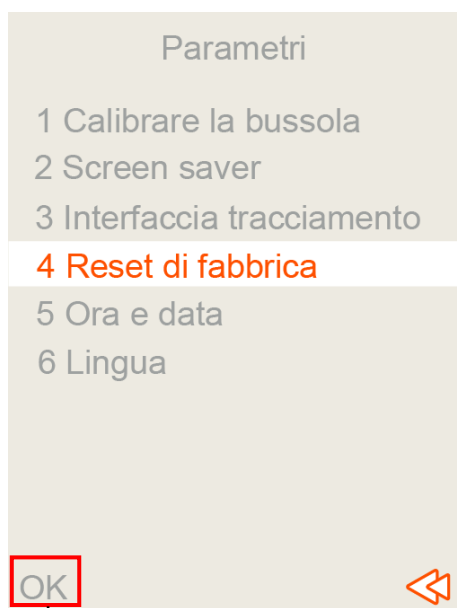 Parametri
1 Calibrare la bussola
2 Screen saver
3 Interfaccia tracciamento
4 Reset di fabbrica
5 Ora e data
6 Lingua
OK